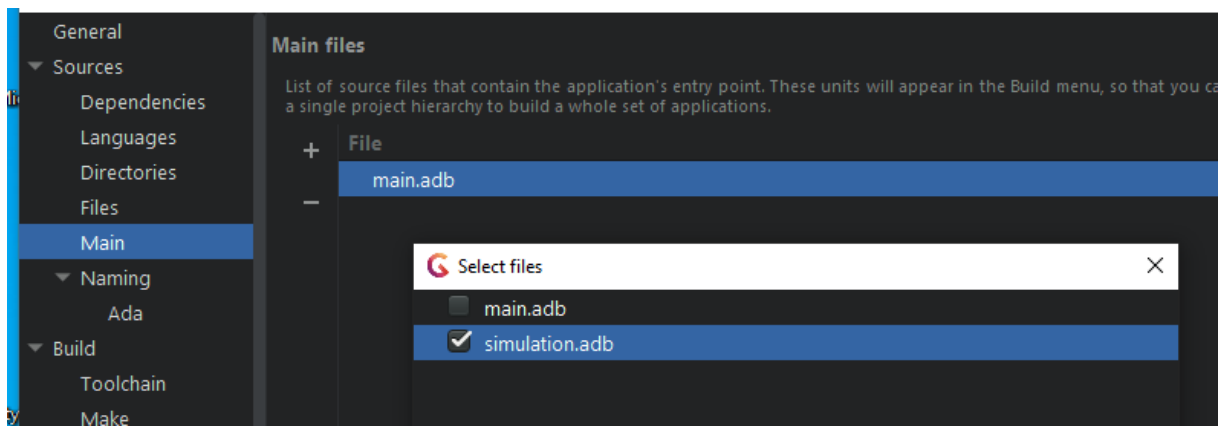 General
Sources
Dependencies
Languages
Directories
Files
Main
Naming
Ada
Build
Toolchain
Make
Main files
List of source files that contain the application's entry point. These units will appear in the Build menu, so that you ca
a single project hierarchy to build a whole set of applications.
+
File
main.adb
−
Select files
main.adb
simulation.adb